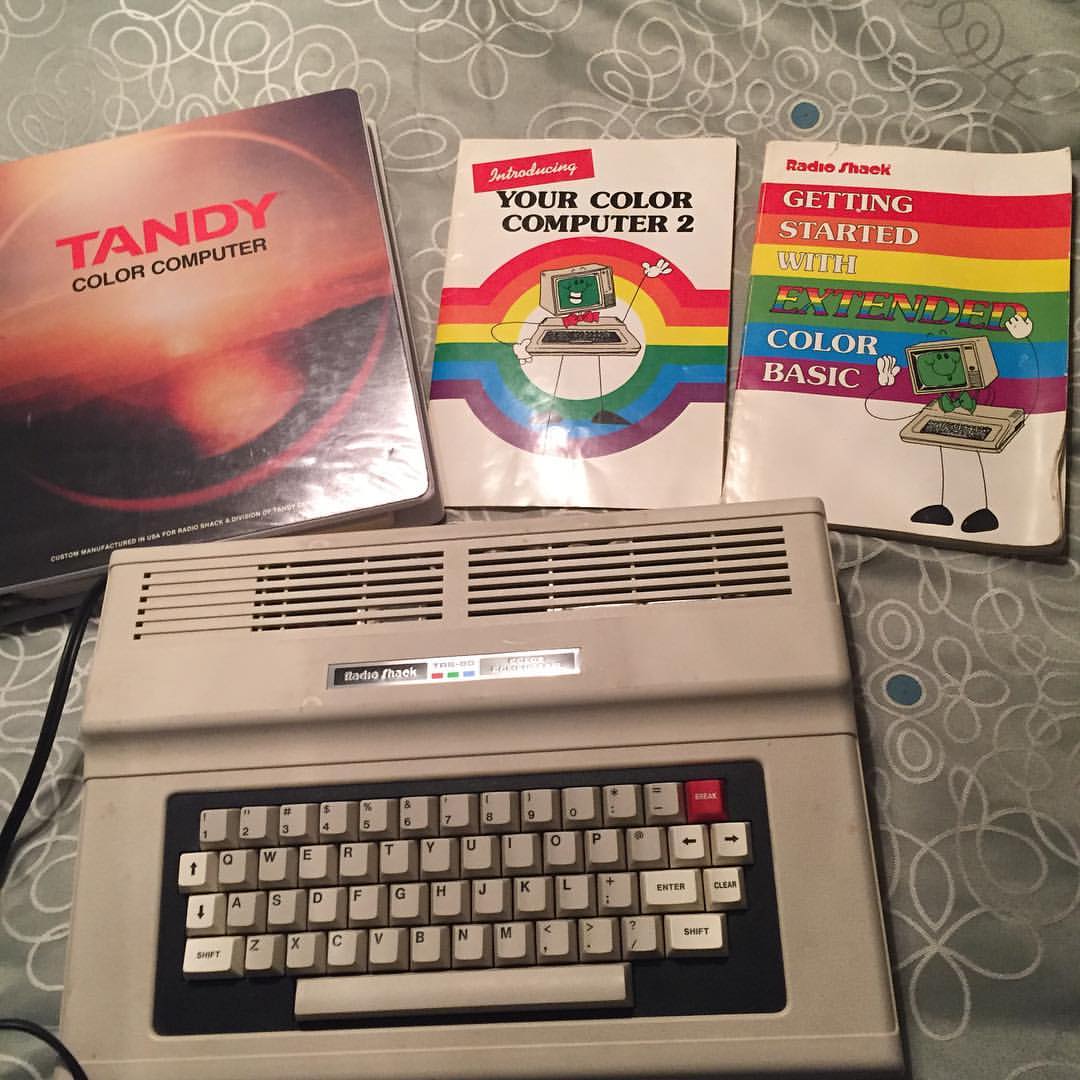 TANDY
COLOR COMPUTER
CUSTOM MANUFACTURED IN USA FOR RADIO SHACK & DIVISION OF TANDY
Introducing
YOUR COLOR
COMPUTER 2
Radio Shack
GETTING
STARTED
WITH
EXTENDED
COLOR
BASIC
Radio Shack TRS-80 COLOR COMPUTER
! " # $ % & ' ( ) * =
1 2 3 4 5 6 7 8 9 0 : - BREAK
↑ Q W E R T Y U I O P @ ← →
+
↓ A S D F G H J K L ; ENTER CLEAR
< > ?
SHIFT Z X C V B N M , . / SHIFT